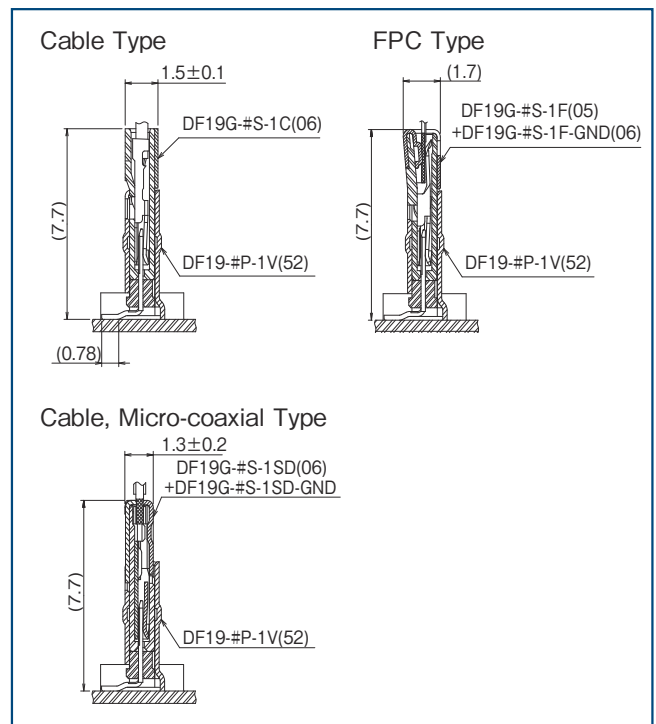 Cable Type
1.5±0.1
DF19G-#S-1C(06)
(7.7)
DF19-#P-1V(52)
(0.78)
FPC Type
(1.7)
DF19G-#S-1F(05)
+DF19G-#S-1F-GND(06)
(7.7)
DF19-#P-1V(52)
Cable, Micro-coaxial Type
1.3±0.2
DF19G-#S-1SD(06)
+DF19G-#S-1SD-GND
(7.7)
DF19-#P-1V(52)